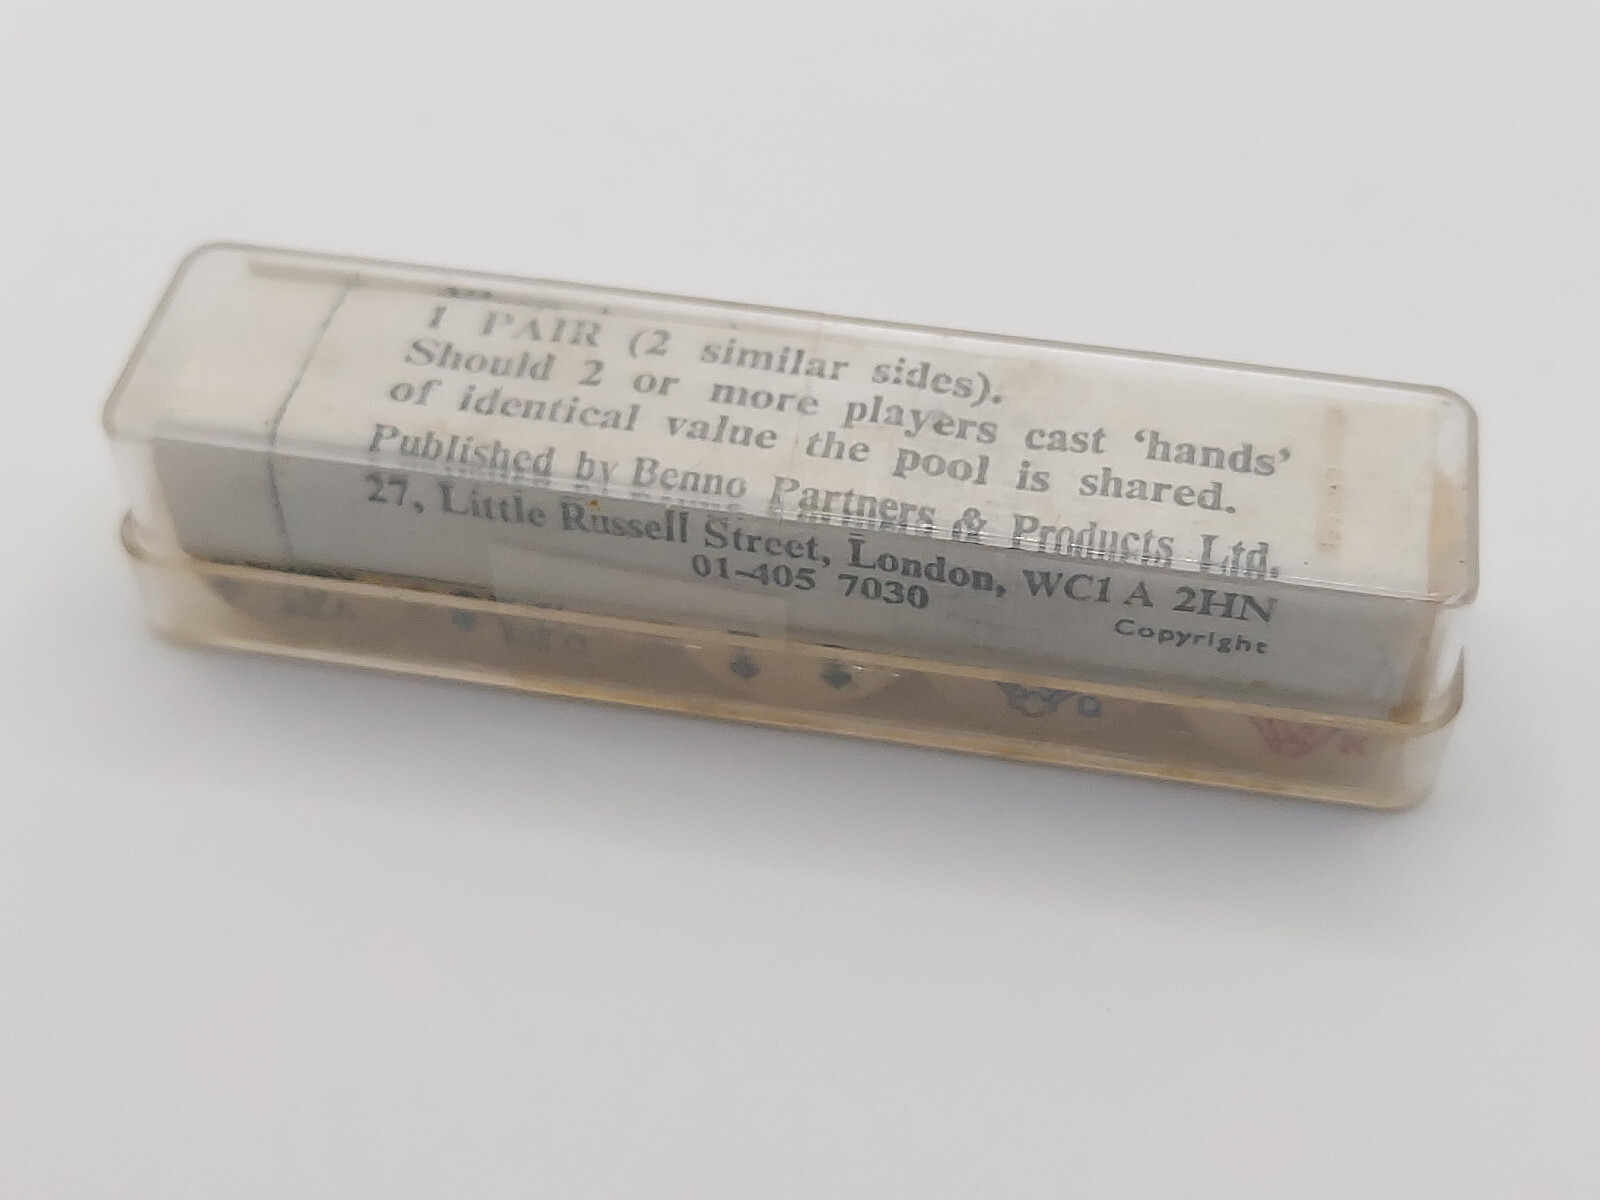 1 PAIR (2 similar sides).
Should 2 or more players cast ‘hands’
of identical value the pool is shared.
Published by Benno Partners & Products Ltd.
27, Little Russell Street, London, WC1A 2HN
01-405 7030
Copyright
Q
Q
K